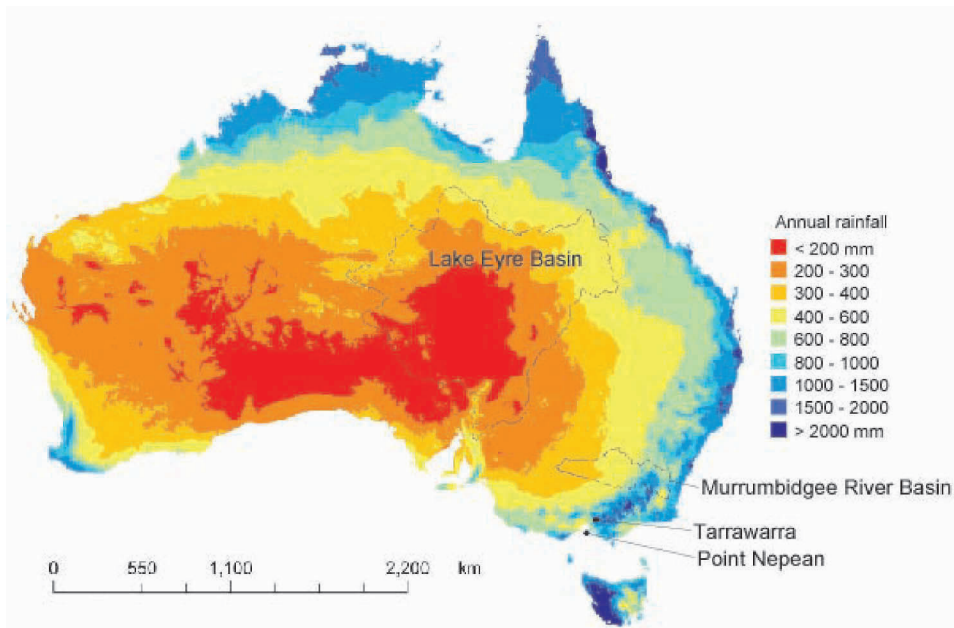 Lake Eyre Basin
Annual rainfall
< 200 mm
200 - 300
300 - 400
400 - 600
600 - 800
800 - 1000
1000 - 1500
1500 - 2000
> 2000 mm
Murrumbidgee River Basin
Tarrawarra
Point Nepean
0 550 1,100 2,200 km